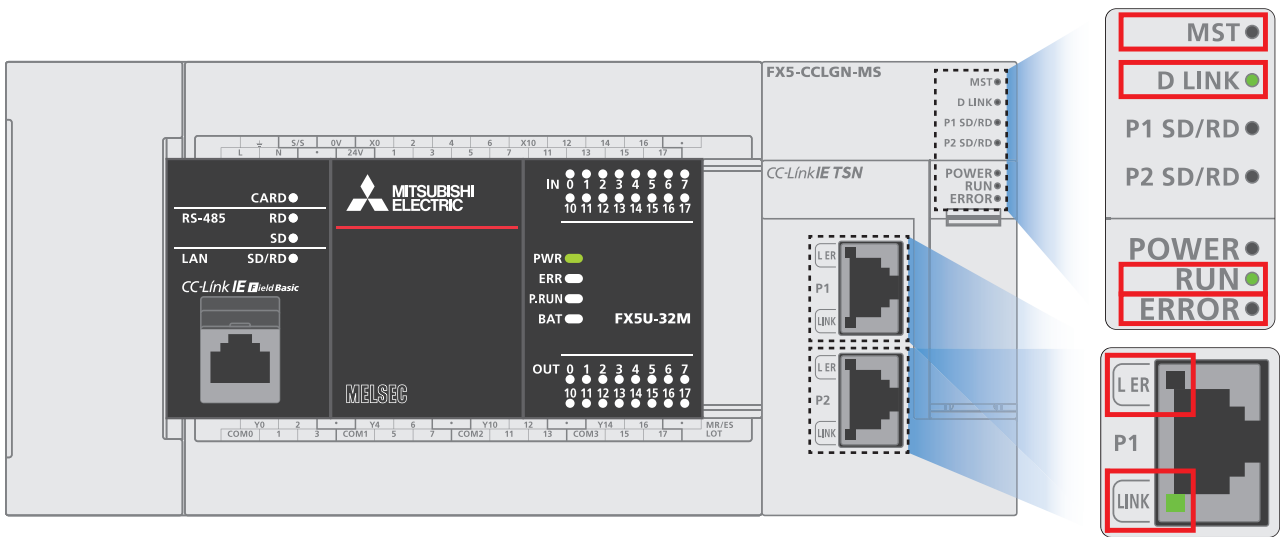 FX5-CCLGN-MS
MST
D LINK
P1 SD/RD
P2 SD/RD
CC-Link IE TSN
POWER
RUN
ERROR
S/S 0V X0 2 4 6 X10 12 14 16 •
L N • 24V 1 3 5 7 11 13 15 17
CARD
RS-485 RD
SD
LAN SD/RD
CC-Link IE Field Basic
MITSUBISHI
ELECTRIC
MELSEC
IN 0 1 2 3 4 5 6 7
10 11 12 13 14 15 16 17
PWR
ERR
P.RUN
BAT FX5U-32M
OUT 0 1 2 3 4 5 6 7
10 11 12 13 14 15 16 17
Y0 2 • Y4 6 • Y10 12 • Y14 16 • MR/ES
COM0 1 3 COM1 5 7 COM2 11 13 COM3 15 17 LOT
L ER
P1
LINK
L ER
P2
LINK
MST
D LINK
P1 SD/RD
P2 SD/RD
POWER
RUN
ERROR
L ER
P1
LINK